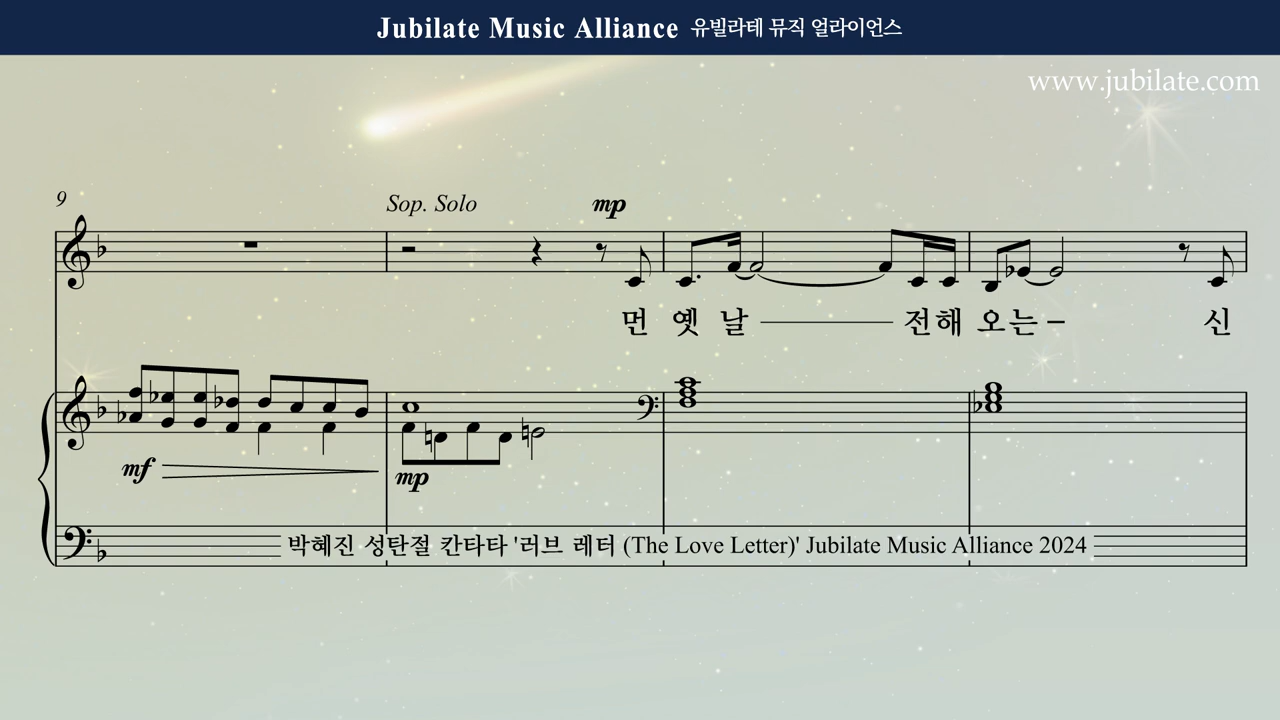 Jubilate Music Alliance 유빌라테 뮤직 얼라이언스
www.jubilate.com
9
Sop. Solo
mp
먼 옛 날 전해 오는 신
mf
mp
박혜진 성탄절 칸타타 '러브 레터 (The Love Letter)' Jubilate Music Alliance 2024